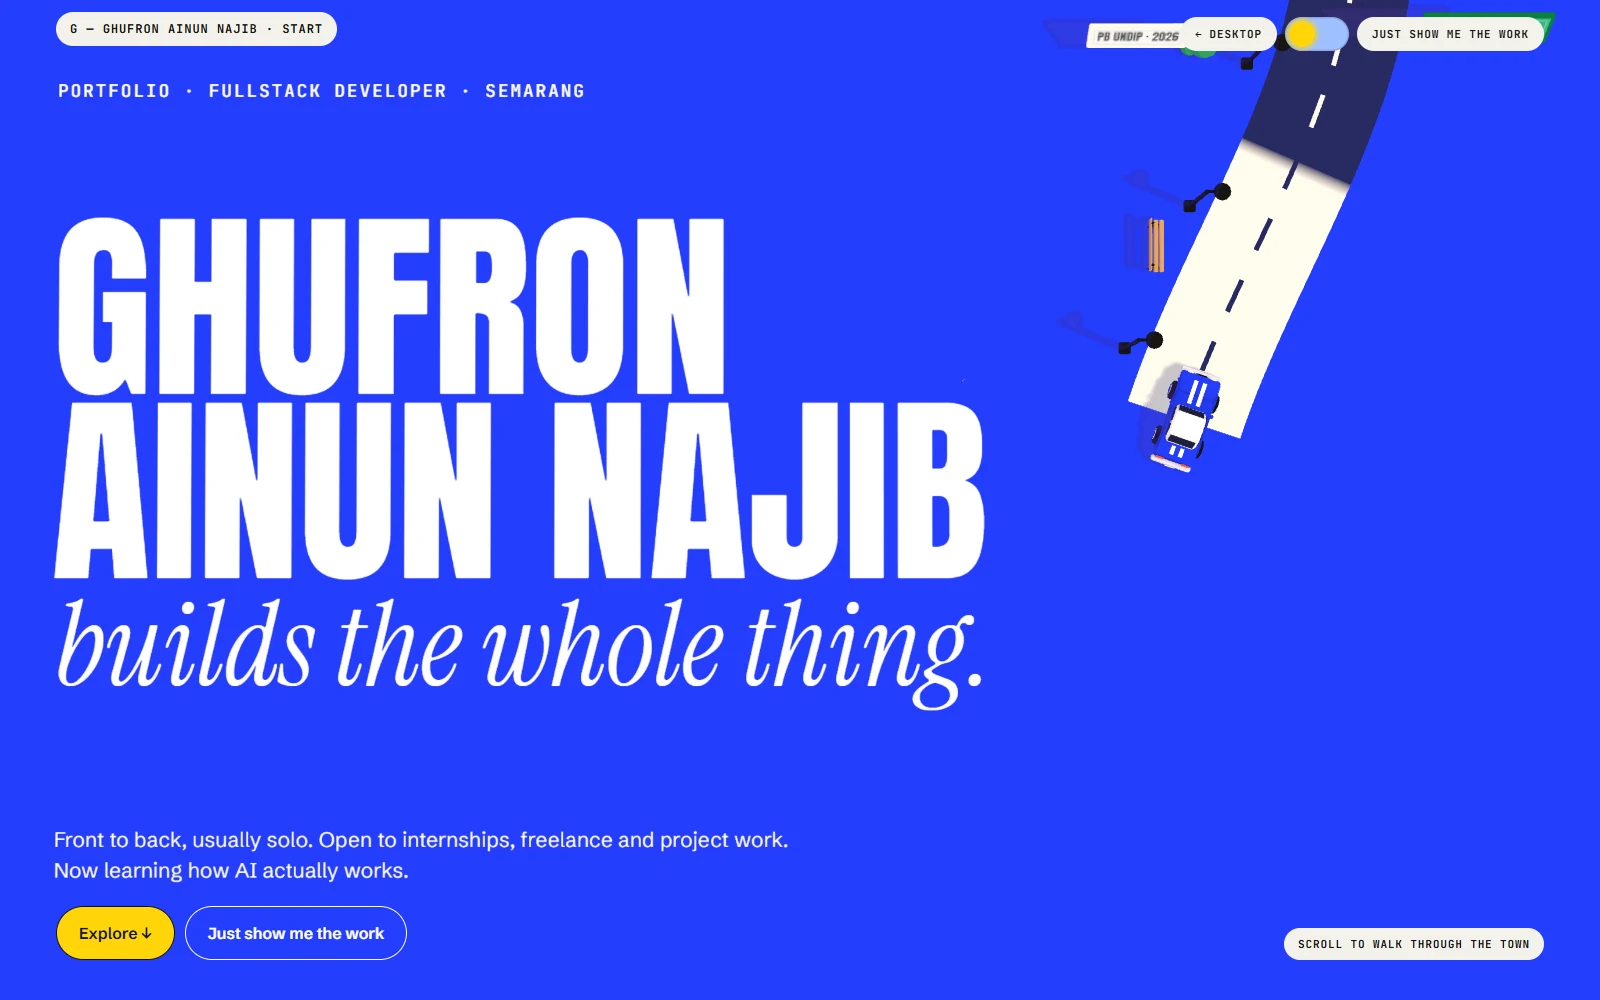 G — GHUFRON AINUN NAJIB · START
PB UNDIP · 2026
← DESKTOP
JUST SHOW ME THE WORK
PORTFOLIO · FULLSTACK DEVELOPER · SEMARANG
GHUFRON
AINUN NAJIB
builds the whole thing.
Front to back, usually solo. Open to internships, freelance and project work.
Now learning how AI actually works.
Explore ↓
Just show me the work
SCROLL TO WALK THROUGH THE TOWN